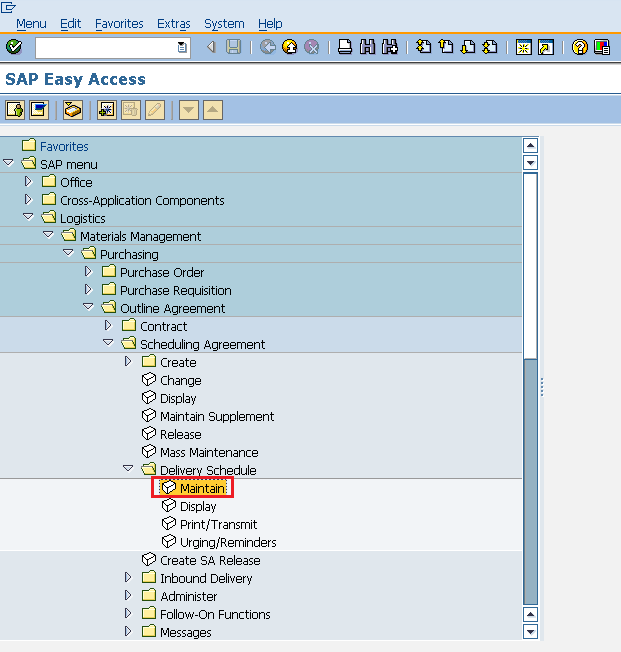 Menu Edit Favorites Extras System Help
SAP Easy Access
Favorites
SAP menu
Office
Cross-Application Components
Logistics
Materials Management
Purchasing
Purchase Order
Purchase Requisition
Outline Agreement
Contract
Scheduling Agreement
Create
Change
Display
Maintain Supplement
Release
Mass Maintenance
Delivery Schedule
Maintain
Display
Print/Transmit
Urging/Reminders
Create SA Release
Inbound Delivery
Administer
Follow-On Functions
Messages